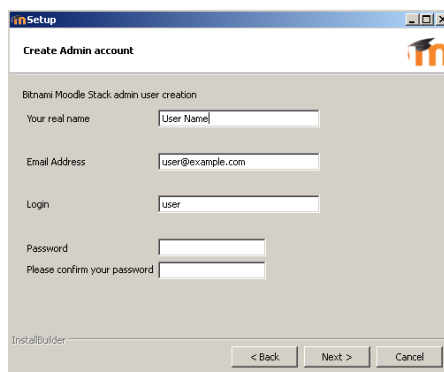 Setup
Create Admin account
Bitnami Moodle Stack admin user creation
Your real name User Name
Email Address user@example.com
Login user
Password
Please confirm your password
InstallBuilder
< Back Next > Cancel